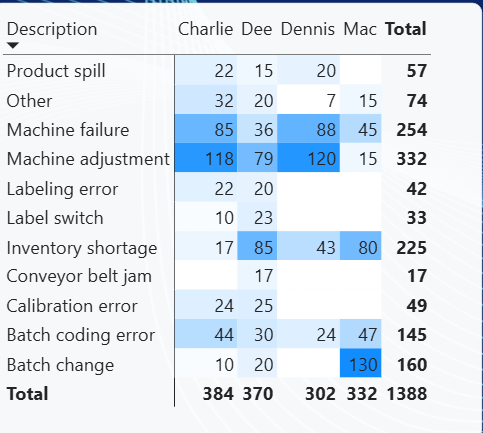 Description Charlie Dee Dennis Mac Total
Product spill 22 15 20 57
Other 32 20 7 15 74
Machine failure 85 36 88 45 254
Machine adjustment 118 79 120 15 332
Labeling error 22 20 42
Label switch 10 23 33
Inventory shortage 17 85 43 80 225
Conveyor belt jam 17 17
Calibration error 24 25 49
Batch coding error 44 30 24 47 145
Batch change 10 20 130 160
Total 384 370 302 332 1388